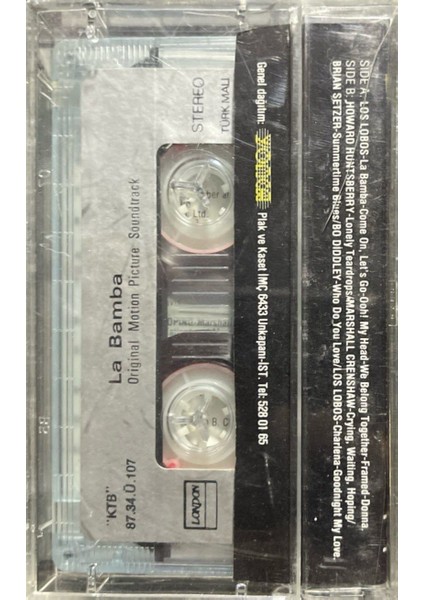 SIDE A: LOS LOBOS-La Bamba-Come On, Let's Go-Ooh! My Head-We Belong Together-Framed-Donna,
SIDE B: HOWARD HUNTSBERRY-Lonely Teardrops,MARSHALL CRENSHAW-Crying, Waiting, Hoping/
BRIAN SETZER-Summertime Blues/BO DIDDLEY-Who Do You Love/LOS LOBOS-Charlena-Goodnight My Love.
Genel dağıtım: Plak ve Kaset İMÇ 6433 Unkapanı-İST. Tel: 528 01 65
STEREO
TÜRK MALI
La Bamba
Original Motion Picture Soundtrack
"KTB"
87.34.0.107
LONDON